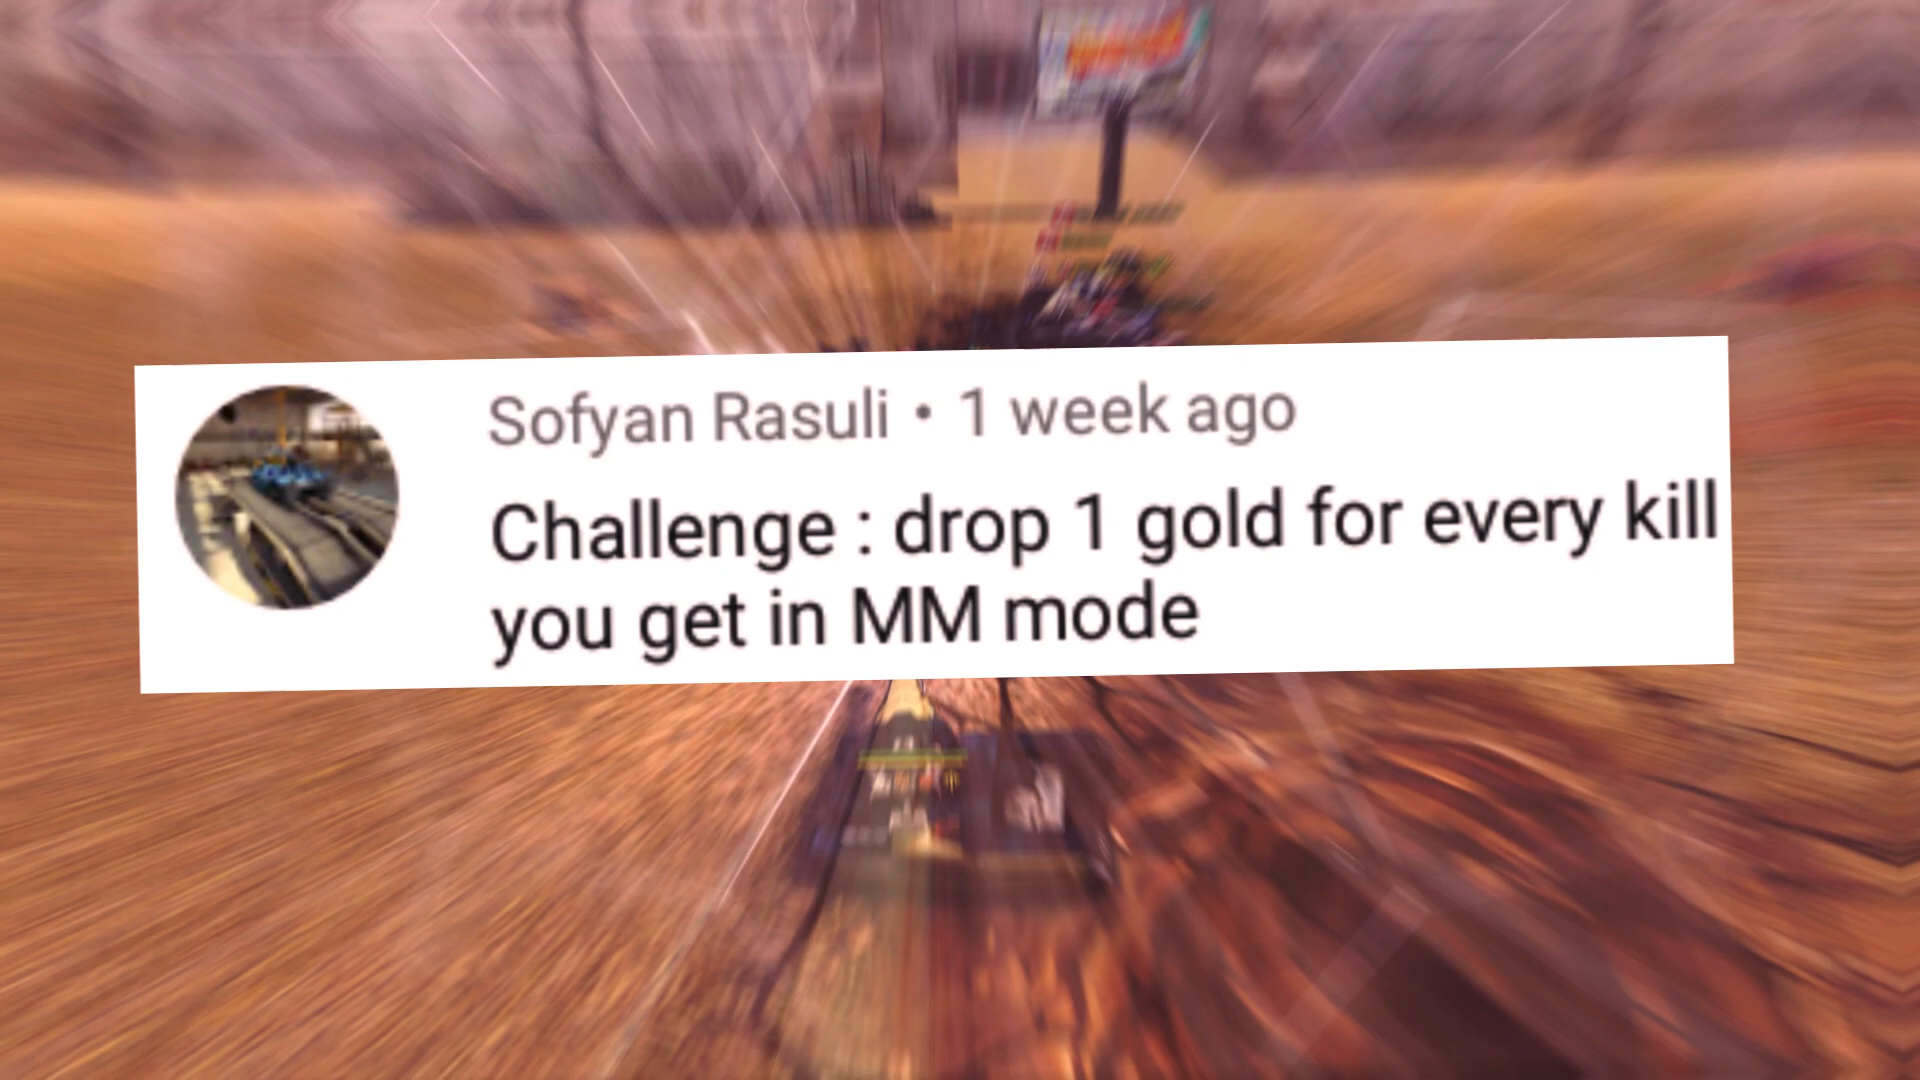 Sofyan Rasuli • 1 week ago
Challenge : drop 1 gold for every kill
you get in MM mode